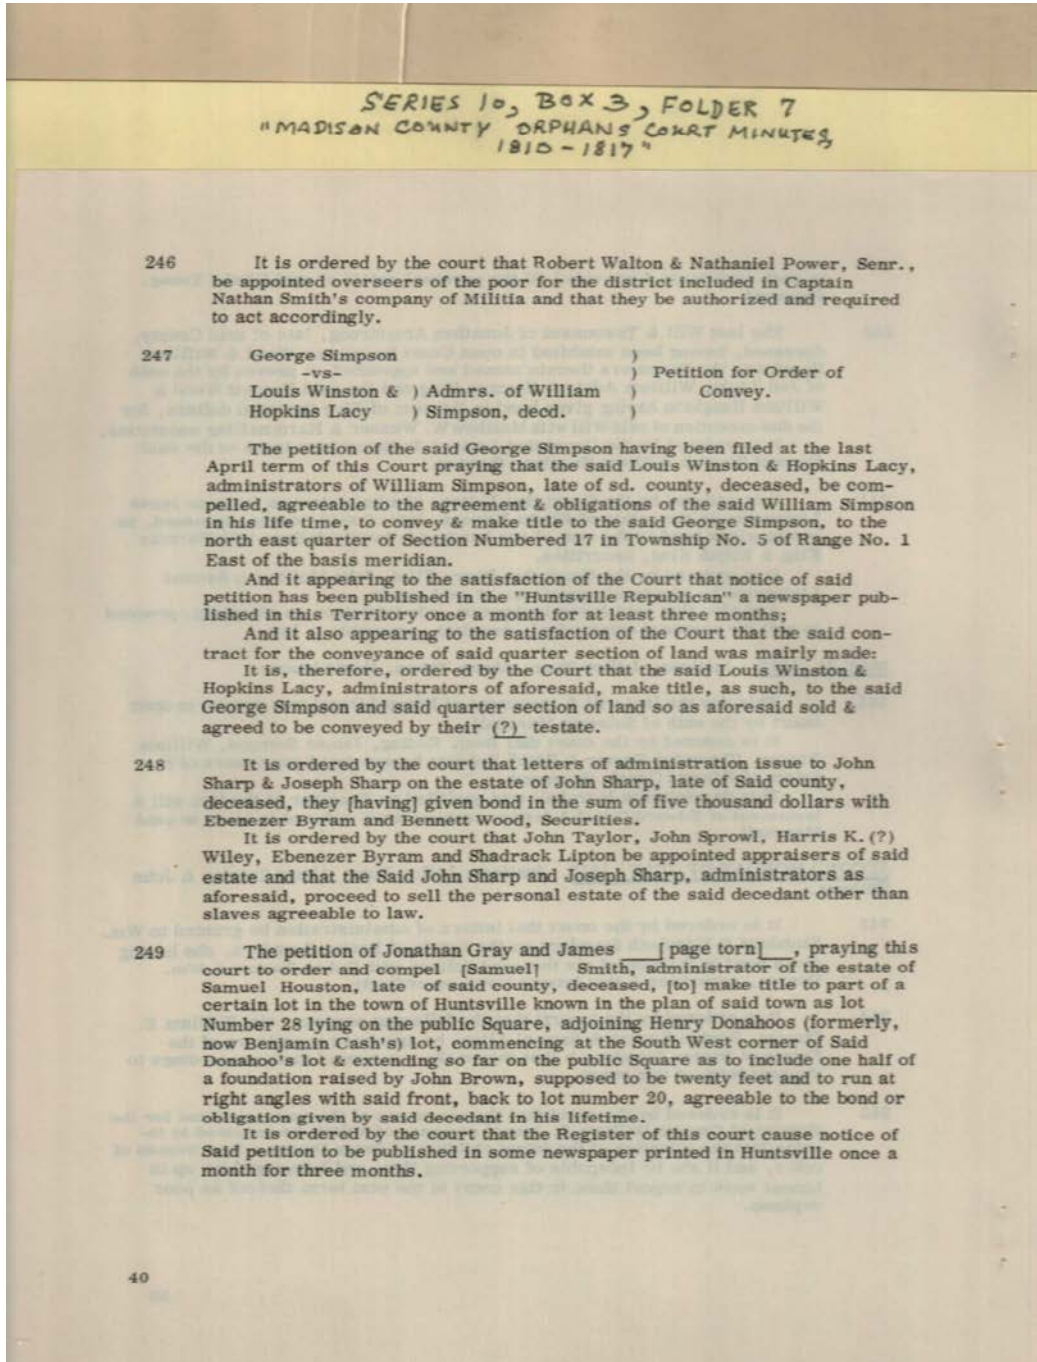 SERIES 10, BOX 3, FOLDER 7
"MADISON COUNTY ORPHANS COURT MINUTES,
1810-1817"
246 It is ordered by the court that Robert Walton & Nathaniel Power, Senr.,
be appointed overseers of the poor for the district included in Captain
Nathan Smith's company of Militia and that they be authorized and required
to act accordingly.
247 George Simpson )
-vs- ) Petition for Order of
Louis Winston & ) Admrs. of William ) Convey.
Hopkins Lacy ) Simpson, decd. )
The petition of the said George Simpson having been filed at the last
April term of this Court praying that the said Louis Winston & Hopkins Lacy,
administrators of William Simpson, late of sd. county, deceased, be com-
pelled, agreeable to the agreement & obligations of the said William Simpson
in his life time, to convey & make title to the said George Simpson, to the
north east quarter of Section Numbered 17 in Township No. 5 of Range No. 1
East of the basis meridian.
And it appearing to the satisfaction of the Court that notice of said
petition has been published in the "Huntsville Republican" a newspaper pub-
lished in this Territory once a month for at least three months;
And it also appearing to the satisfaction of the Court that the said con-
tract for the conveyance of said quarter section of land was mairly made:
It is, therefore, ordered by the Court that the said Louis Winston &
Hopkins Lacy, administrators of aforesaid, make title, as such, to the said
George Simpson and said quarter section of land so as aforesaid sold &
agreed to be conveyed by their (?) testate.
248 It is ordered by the court that letters of administration issue to John
Sharp & Joseph Sharp on the estate of John Sharp, late of Said county,
deceased, they [having] given bond in the sum of five thousand dollars with
Ebenezer Byram and Bennett Wood, Securities.
It is ordered by the court that John Taylor, John Sprowl, Harris K. (?)
Wiley, Ebenezer Byram and Shadrack Lipton be appointed appraisers of said
estate and that the Said John Sharp and Joseph Sharp, administrators as
aforesaid, proceed to sell the personal estate of the said decedant other than
slaves agreeable to law.
249 The petition of Jonathan Gray and James ___[page torn]___, praying this
court to order and compel [Samuel] Smith, administrator of the estate of
Samuel Houston, late of said county, deceased, [to] make title to part of a
certain lot in the town of Huntsville known in the plan of said town as lot
Number 28 lying on the public Square, adjoining Henry Donahoos (formerly,
now Benjamin Cash's) lot, commencing at the South West corner of Said
Donahoo's lot & extending so far on the public Square as to include one half of
a foundation raised by John Brown, supposed to be twenty feet and to run at
right angles with said front, back to lot number 20, agreeable to the bond or
obligation given by said decedant in his lifetime.
It is ordered by the court that the Register of this court cause notice of
Said petition to be published in some newspaper printed in Huntsville once a
month for three months.
40